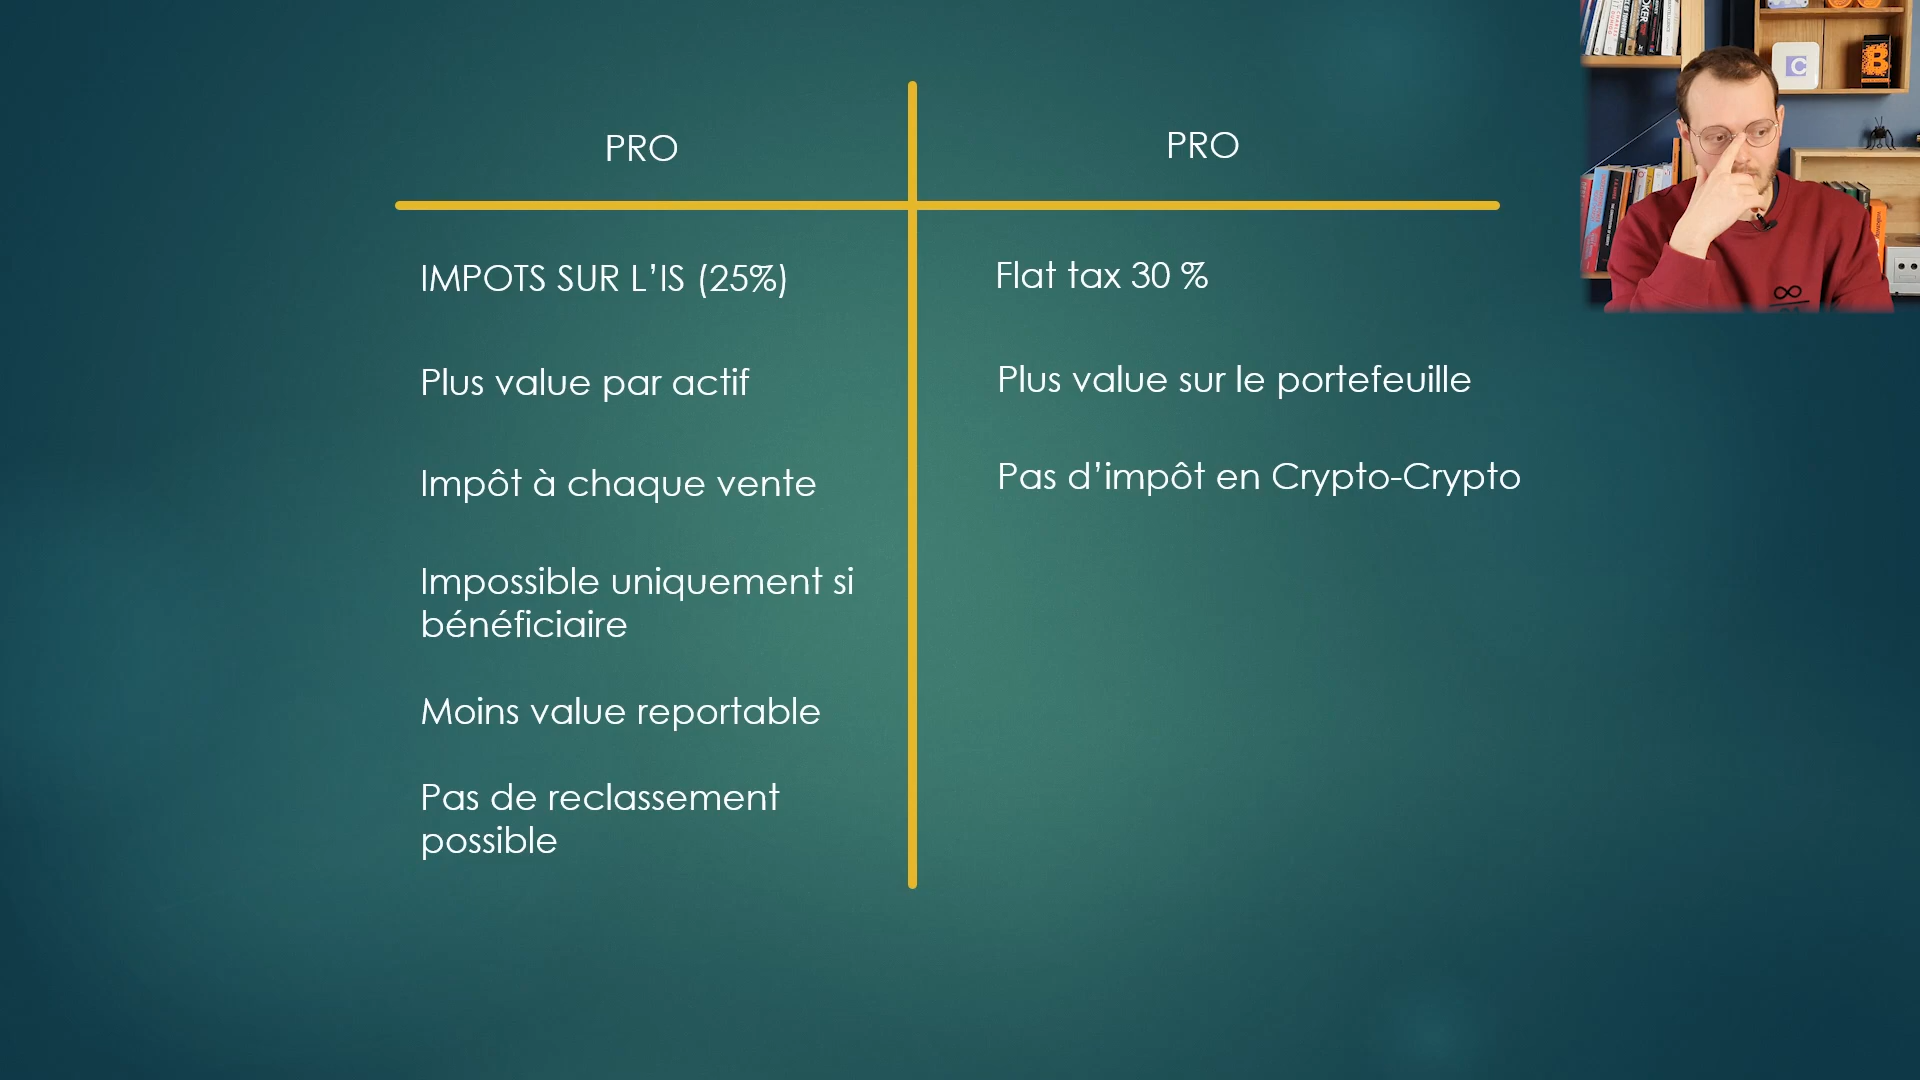 PRO
PRO
IMPOTS SUR L’IS (25%)
Flat tax 30 %
Plus value par actif
Plus value sur le portefeuille
Impôt à chaque vente
Pas d’impôt en Crypto-Crypto
Impossible uniquement si
bénéficiaire
Moins value reportable
Pas de reclassement
possible